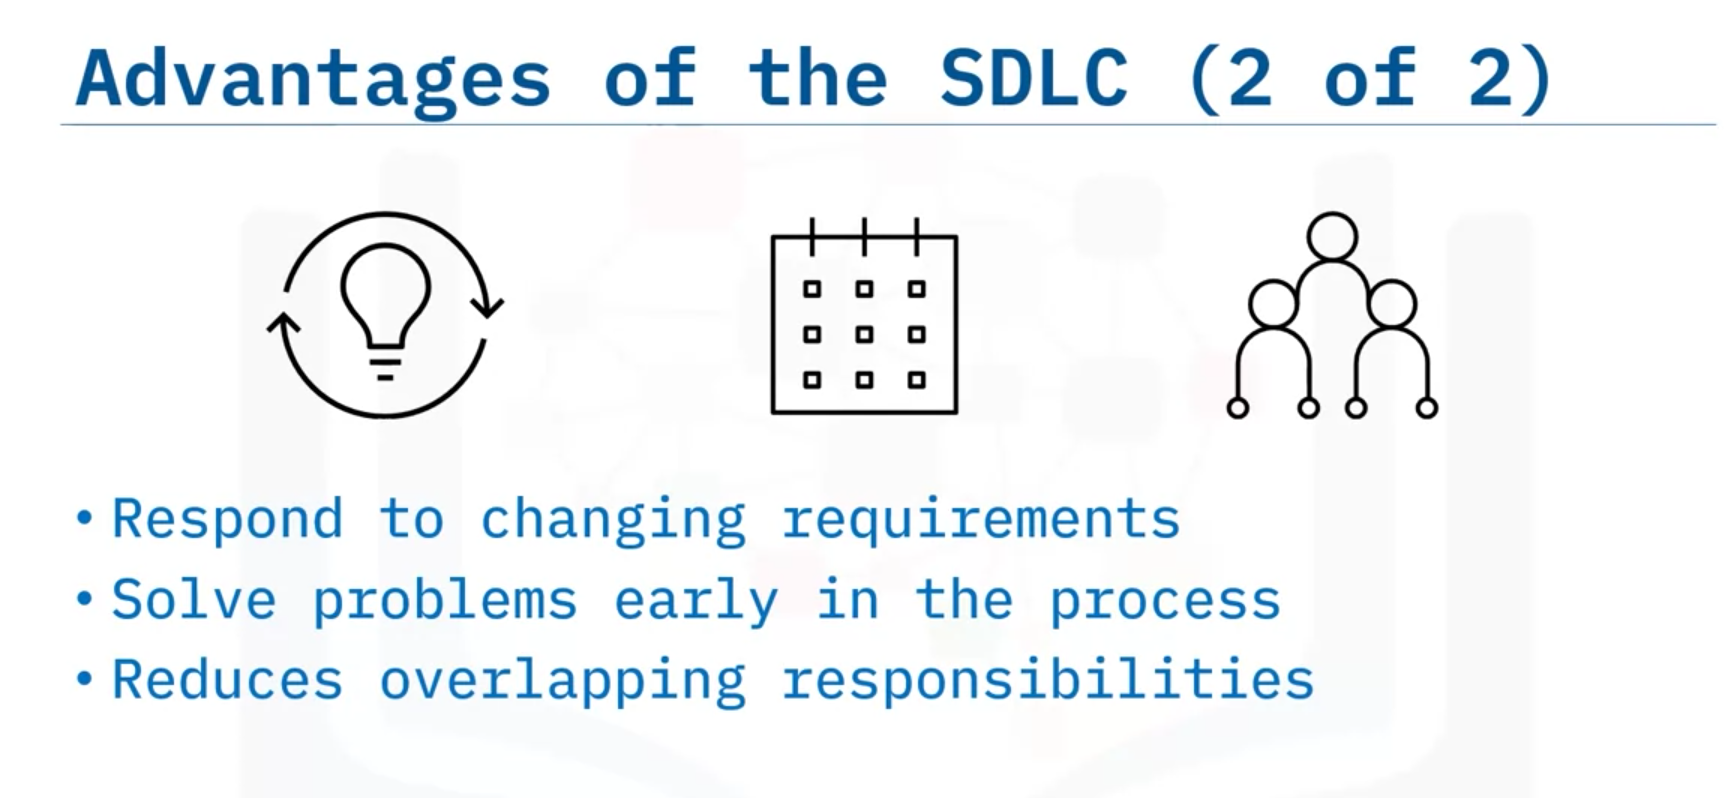 Advantages of the SDLC (2 of 2)
• Respond to changing requirements
• Solve problems early in the process
• Reduces overlapping responsibilities